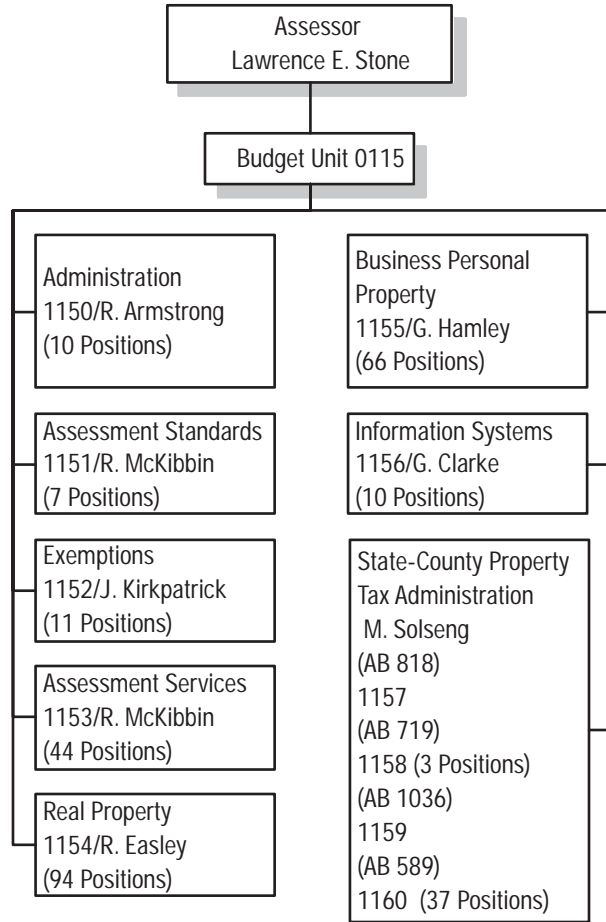 Assessor
Lawrence E. Stone
Budget Unit 0115
Administration
1150/R. Armstrong
(10 Positions)
Assessment Standards
1151/R. McKibbin
(7 Positions)
Exemptions
1152/J. Kirkpatrick
(11 Positions)
Assessment Services
1153/R. McKibbin
(44 Positions)
Real Property
1154/R. Easley
(94 Positions)
Business Personal
Property
1155/G. Hamley
(66 Positions)
Information Systems
1156/G. Clarke
(10 Positions)
State-County Property
Tax Administration
M. Solseng
(AB 818)
1157
(AB 719)
1158 (3 Positions)
(AB 1036)
1159
(AB 589)
1160 (37 Positions)